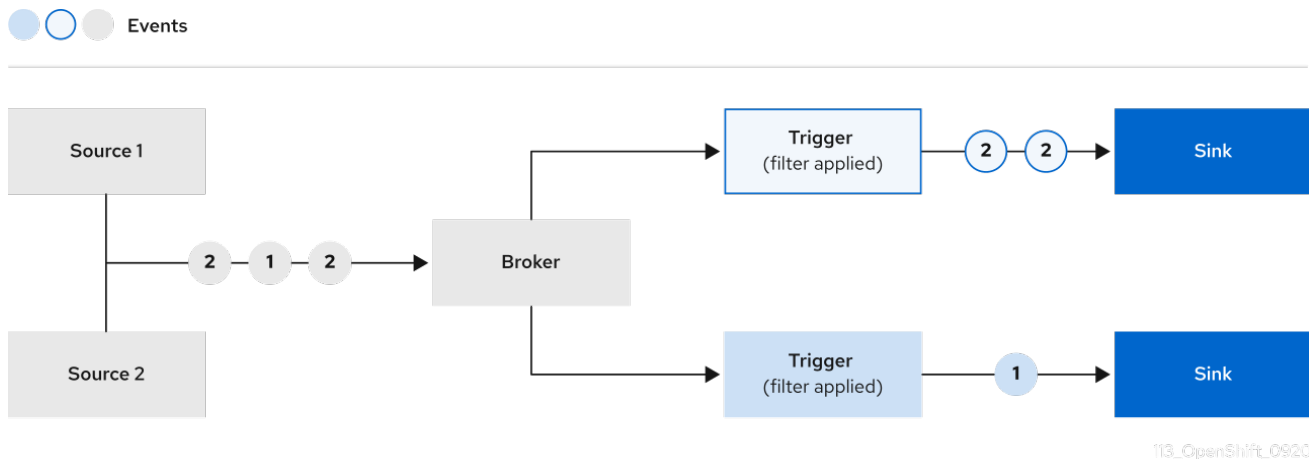 Events
Source 1
Trigger
(filter applied)
2 2
Sink
2 1 2
Broker
Source 2
Trigger
(filter applied)
1
Sink
113_OpenShift_0920